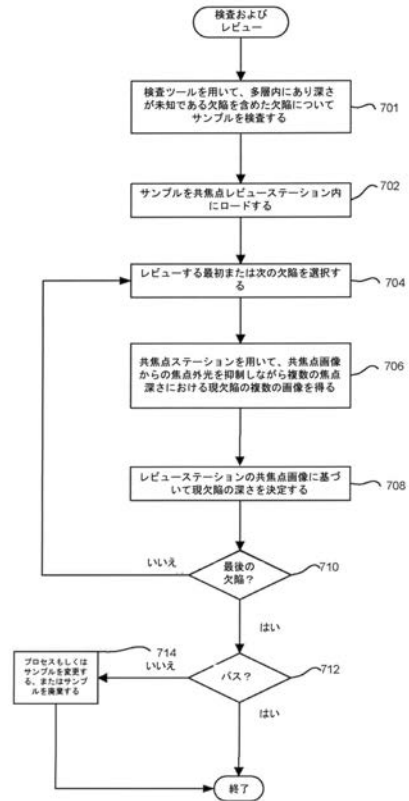 検査および
レビュー
検査ツールを用いて、多層内にあり深さ
が未知である欠陥を含めた欠陥について
サンプルを検査する
701
サンプルを共焦点レビューステーション内
にロードする
702
レビューする最初または次の欠陥を選択す
る
704
共焦点ステーションを用いて、共焦点画像
からの焦点外光を抑制しながら複数の焦点
深さにおける現欠陥の複数の画像を得る
706
レビューステーションの共焦点画像に基づ
いて現欠陥の深さを決定する
708
いいえ
最後の
欠陥?
710
はい
714
プロセスもしくは
サンプルを変更す
る、またはサンプ
ルを廃棄する
いいえ
パス?
712
はい
終了